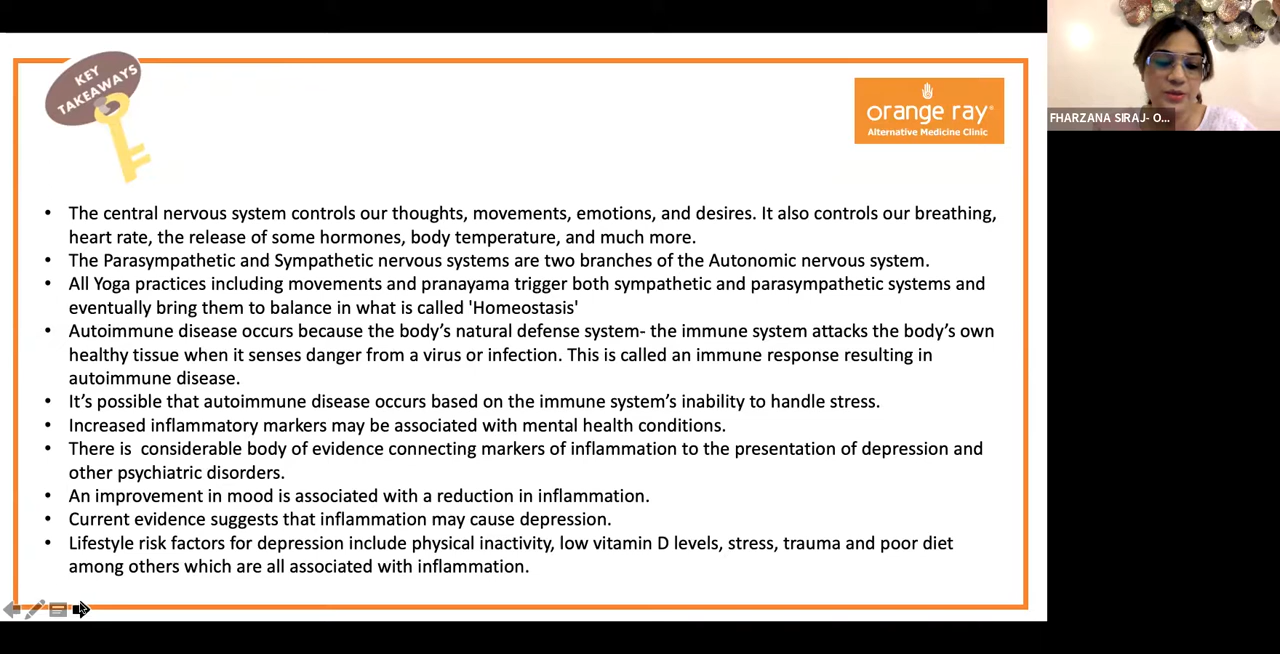 KEY
TAKEAWAYS
orange ray®
Alternative Medicine Clinic
FHARZANA SIRAJ- O...
• The central nervous system controls our thoughts, movements, emotions, and desires. It also controls our breathing,
heart rate, the release of some hormones, body temperature, and much more.
• The Parasympathetic and Sympathetic nervous systems are two branches of the Autonomic nervous system.
• All Yoga practices including movements and pranayama trigger both sympathetic and parasympathetic systems and
eventually bring them to balance in what is called 'Homeostasis'
• Autoimmune disease occurs because the body’s natural defense system- the immune system attacks the body’s own
healthy tissue when it senses danger from a virus or infection. This is called an immune response resulting in
autoimmune disease.
• It’s possible that autoimmune disease occurs based on the immune system’s inability to handle stress.
• Increased inflammatory markers may be associated with mental health conditions.
• There is  considerable body of evidence connecting markers of inflammation to the presentation of depression and
other psychiatric disorders.
• An improvement in mood is associated with a reduction in inflammation.
• Current evidence suggests that inflammation may cause depression.
• Lifestyle risk factors for depression include physical inactivity, low vitamin D levels, stress, trauma and poor diet
among others which are all associated with inflammation.